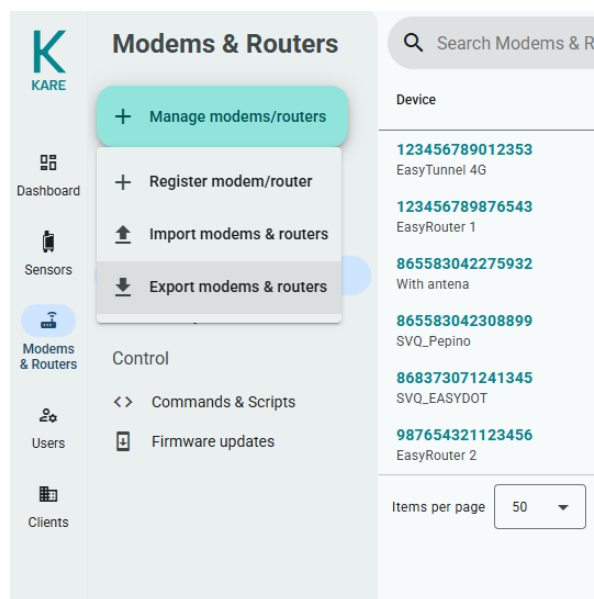 KARE
Modems & Routers
Search Modems & R
Manage modems/routers
Register modem/router
Import modems & routers
Export modems & routers
Control
Commands & Scripts
Firmware updates
Dashboard
Sensors
Modems
& Routers
Users
Clients
Device
123456789012353
EasyTunnel 4G
123456789876543
EasyRouter 1
865583042275932
With antena
865583042308899
SVQ_Pepino
868373071241345
SVQ_EASYDOT
987654321123456
EasyRouter 2
Items per page
50